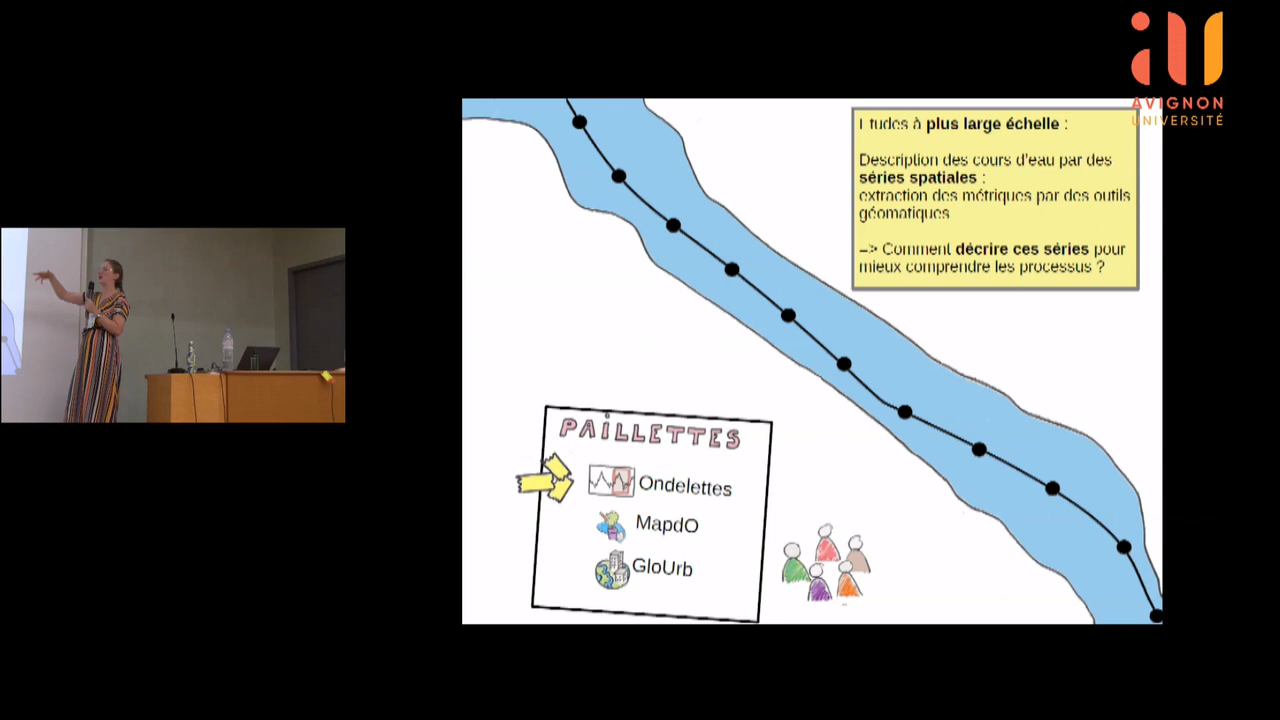 AVIGNON
UNIVERSITÉ
Etudes à plus large échelle :
Description des cours d'eau par des
séries spatiales :
extraction des métriques par des outils
géomatiques
–> Comment décrire ces séries pour
mieux comprendre les processus ?
PAiLLETTES
Ondelettes
MapdO
GloUrb